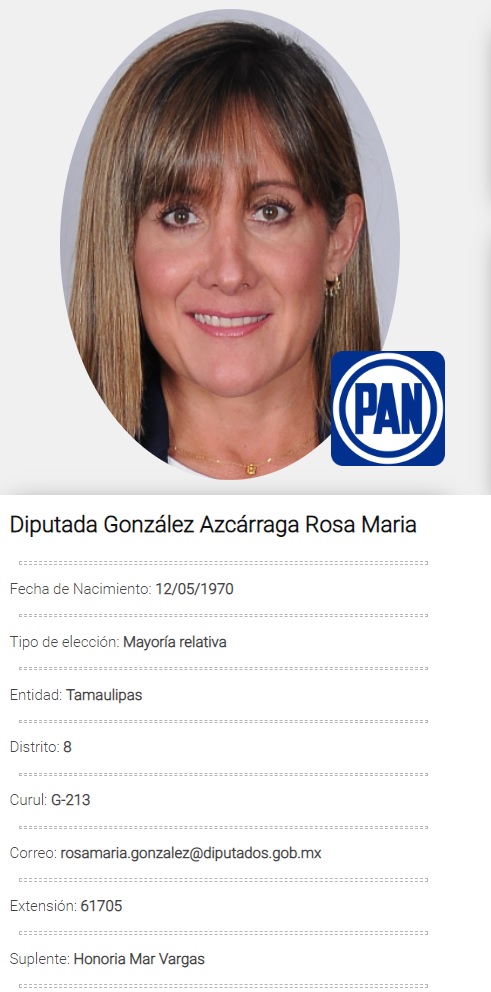 PAN
Diputada González Azcárraga Rosa Maria
Fecha de Nacimiento: 12/05/1970
Tipo de elección: Mayoría relativa
Entidad: Tamaulipas
Distrito: 8
Curul: G-213
Correo: rosamaria.gonzalez@diputados.gob.mx
Extensión: 61705
Suplente: Honoria Mar Vargas